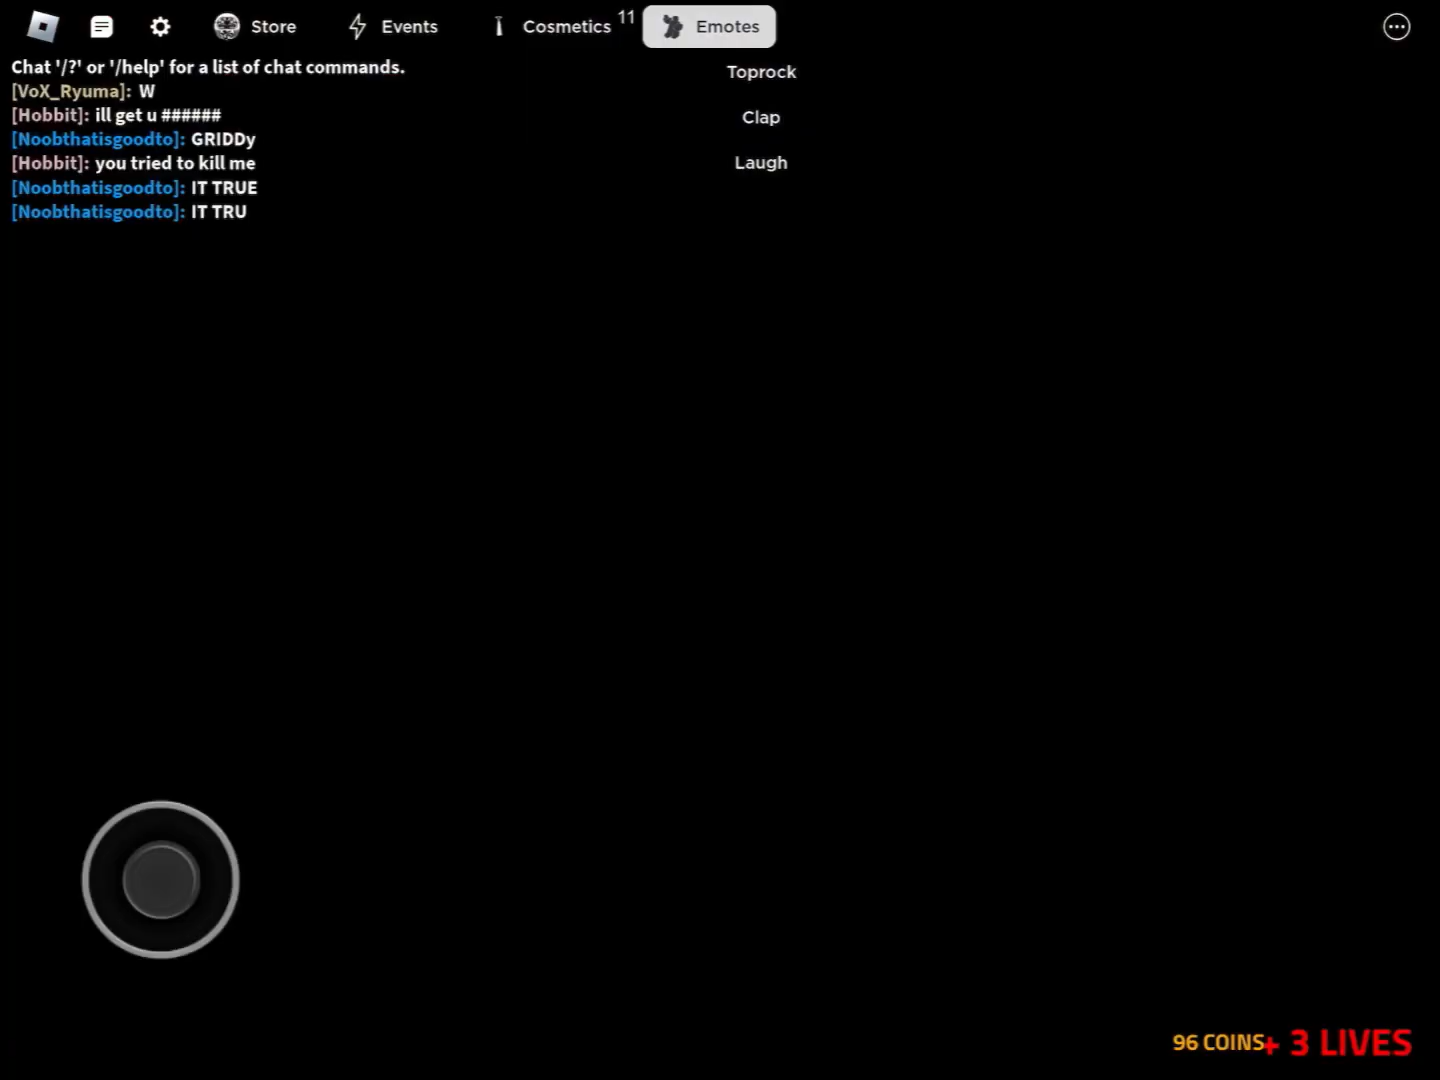 Store
Events
Cosmetics 11
Emotes
Chat '/?' or '/help' for a list of chat commands.
[VoX_Ryuma]: W
[Hobbit]: ill get u ######
[Noobthatisgoodto]: GRIDDy
[Hobbit]: you tried to kill me
[Noobthatisgoodto]: IT TRUE
[Noobthatisgoodto]: IT TRU
Toprock
Clap
Laugh
96 COINS
+ 3 LIVES